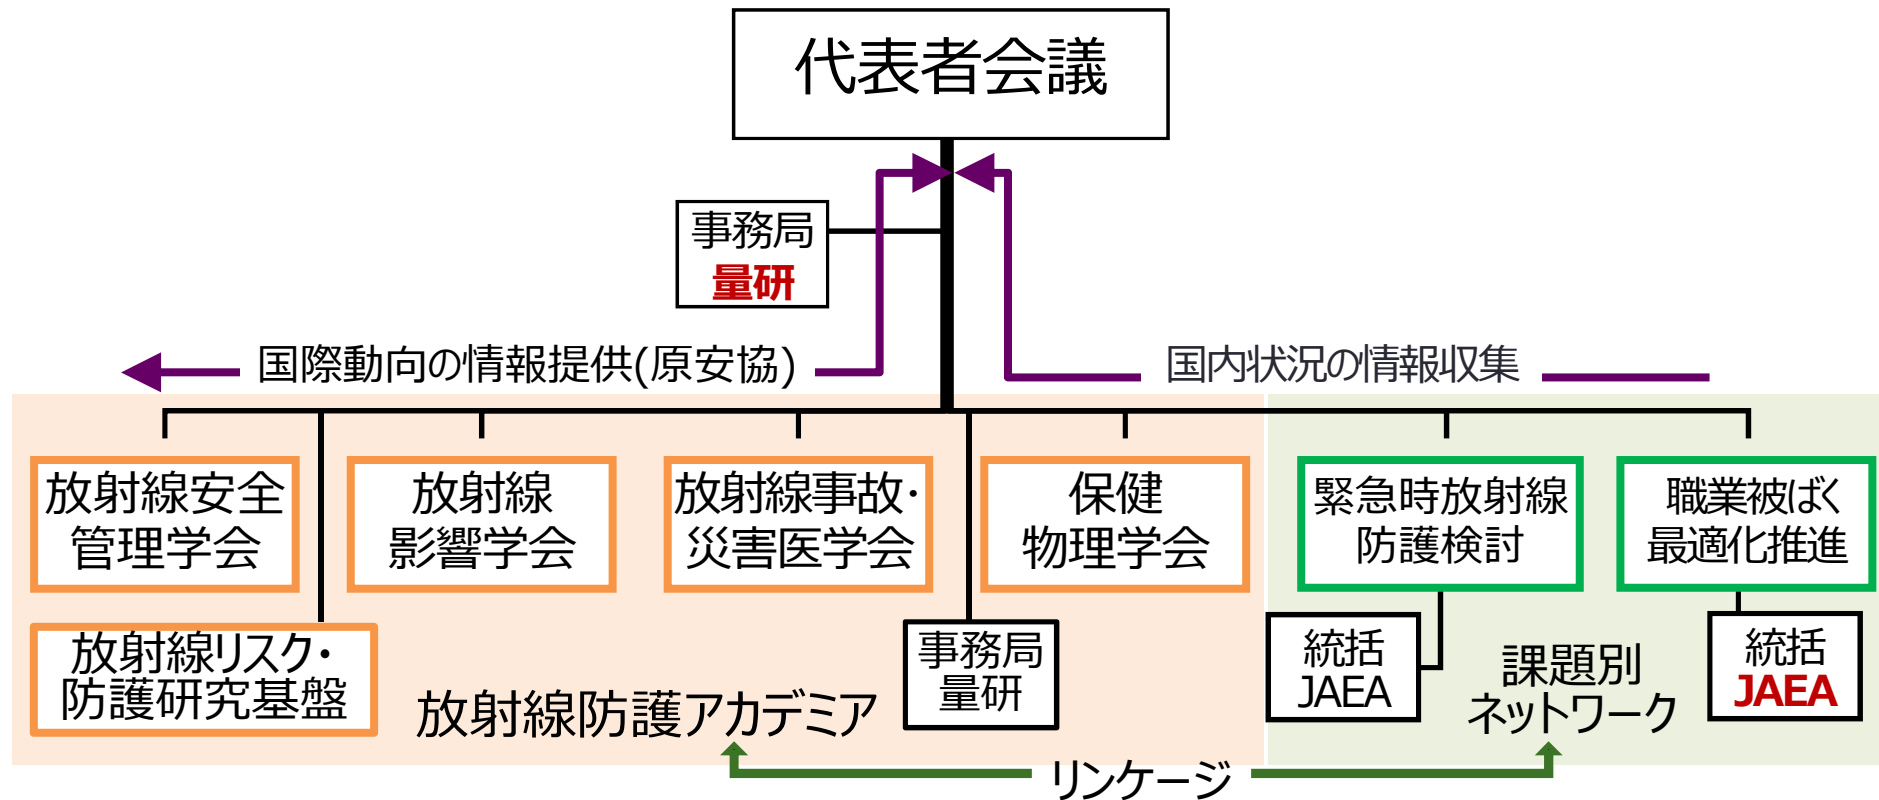 代表者会議
事務局
量研
国際動向の情報提供(原安協)
国内状況の情報収集
放射線安全
管理学会
放射線
影響学会
放射線事故・
災害医学会
保健
物理学会
緊急時放射線
防護検討
職業被ばく
最適化推進
放射線リスク・
防護研究基盤
放射線防護アカデミア
事務局
量研
統括
JAEA
課題別
ネットワーク
統括
JAEA
リンケージ